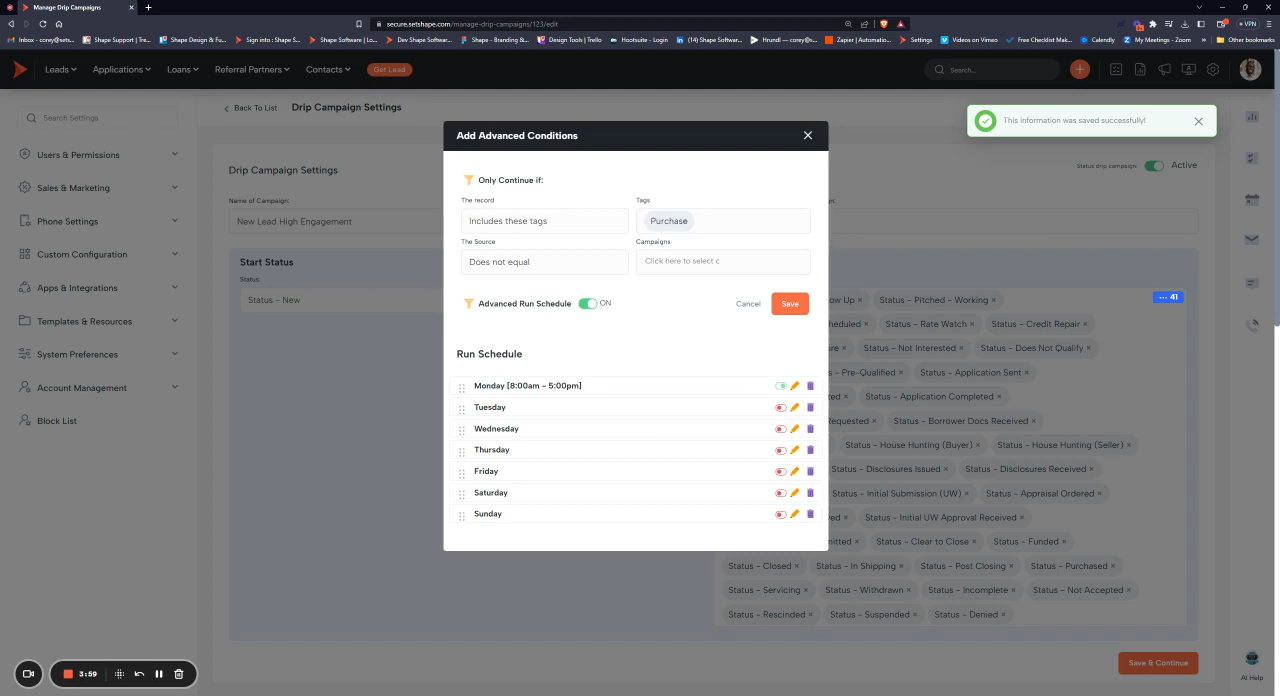 Manage Drip Campaigns
secure.setshape.com/manage-drip-campaigns/123/edit
VPN
Inbox - corey@sets...
Shape Support | Tre...
Shape Design & Fu...
Sign into : Shape S...
Shape Software | Lo...
Dev Shape Softwar...
Shape - Branding &...
Design Tools | Trello
Hootsuite - Login
(14) Shape Softwar...
Hrundl — corey@s...
Zapier | Automatio...
Settings
Videos on Vimeo
Free Checklist Mak...
Calendly
My Meetings - Zoom
»
Other bookmarks
Leads
Applications
Loans
Referral Partners
Contacts
Get Lead
Search...
Search Settings
Back To List
Drip Campaign Settings
This information was saved successfully!
Users & Permissions
Sales & Marketing
Phone Settings
Custom Configuration
Apps & Integrations
Templates & Resources
System Preferences
Account Management
Block List
Drip Campaign Settings
Status drip campaign:
Active
Name of Campaign:
New Lead High Engagement
Start Status
Status:
Status - New
Add Advanced Conditions
Only Continue if:
The record
Tags
Includes these tags
Purchase
The Source
Campaigns
Does not equal
Click here to select c
Advanced Run Schedule
ON
Cancel
Save
Run Schedule
Monday [8:00am - 5:00pm]
Tuesday
Wednesday
Thursday
Friday
Saturday
Sunday
ow Up ×
Status - Pitched - Working ×
··· 41
heduled ×
Status - Rate Watch ×
Status - Credit Repair ×
ure ×
Status - Not Interested ×
Status - Does Not Qualify ×
Pre-Qualified ×
Status - Application Sent ×
ted ×
Status - Application Completed ×
Requested ×
Status - Borrower Docs Received ×
Status - House Hunting (Buyer) ×
Status - House Hunting (Seller) ×
Status - Disclosures Issued ×
Status - Disclosures Received ×
Status - Initial Submission (UW) ×
Status - Appraisal Ordered ×
ved ×
Status - Initial UW Approval Received ×
mitted ×
Status - Clear to Close ×
Status - Funded ×
Status - Closed ×
Status - In Shipping ×
Status - Post Closing ×
Status - Purchased ×
Status - Servicing ×
Status - Withdrawn ×
Status - Incomplete ×
Status - Not Accepted ×
Status - Rescinded ×
Status - Suspended ×
Status - Denied ×
Save & Continue
AI Help
3:59